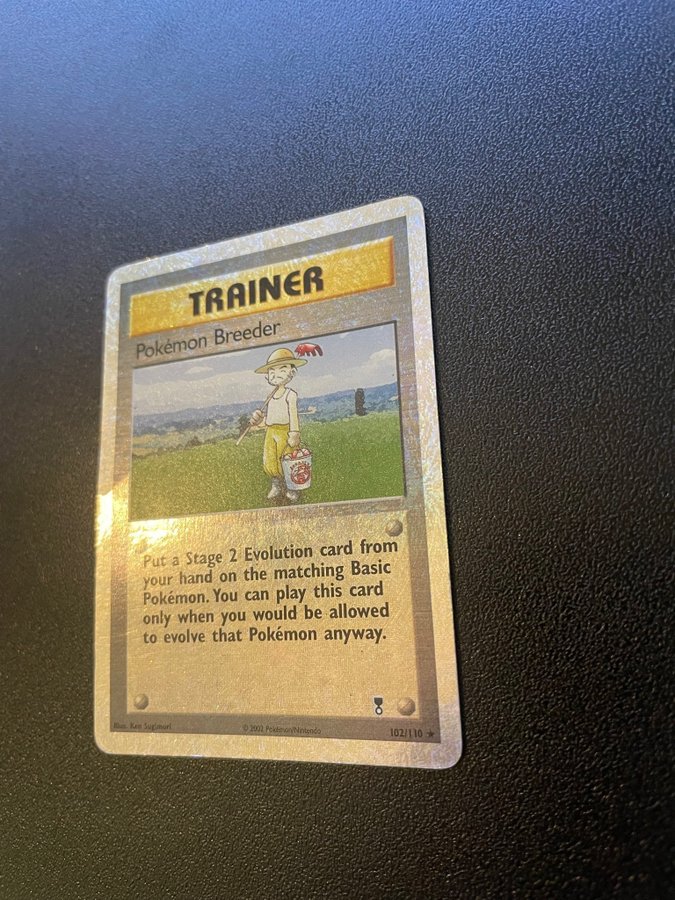 TRAINER
Pokémon Breeder
Put a Stage 2 Evolution card from
your hand on the matching Basic
Pokémon. You can play this card
only when you would be allowed
to evolve that Pokémon anyway.
Illus. Ken Sugimori
© 2002 Pokémon/Nintendo
102/110 ★